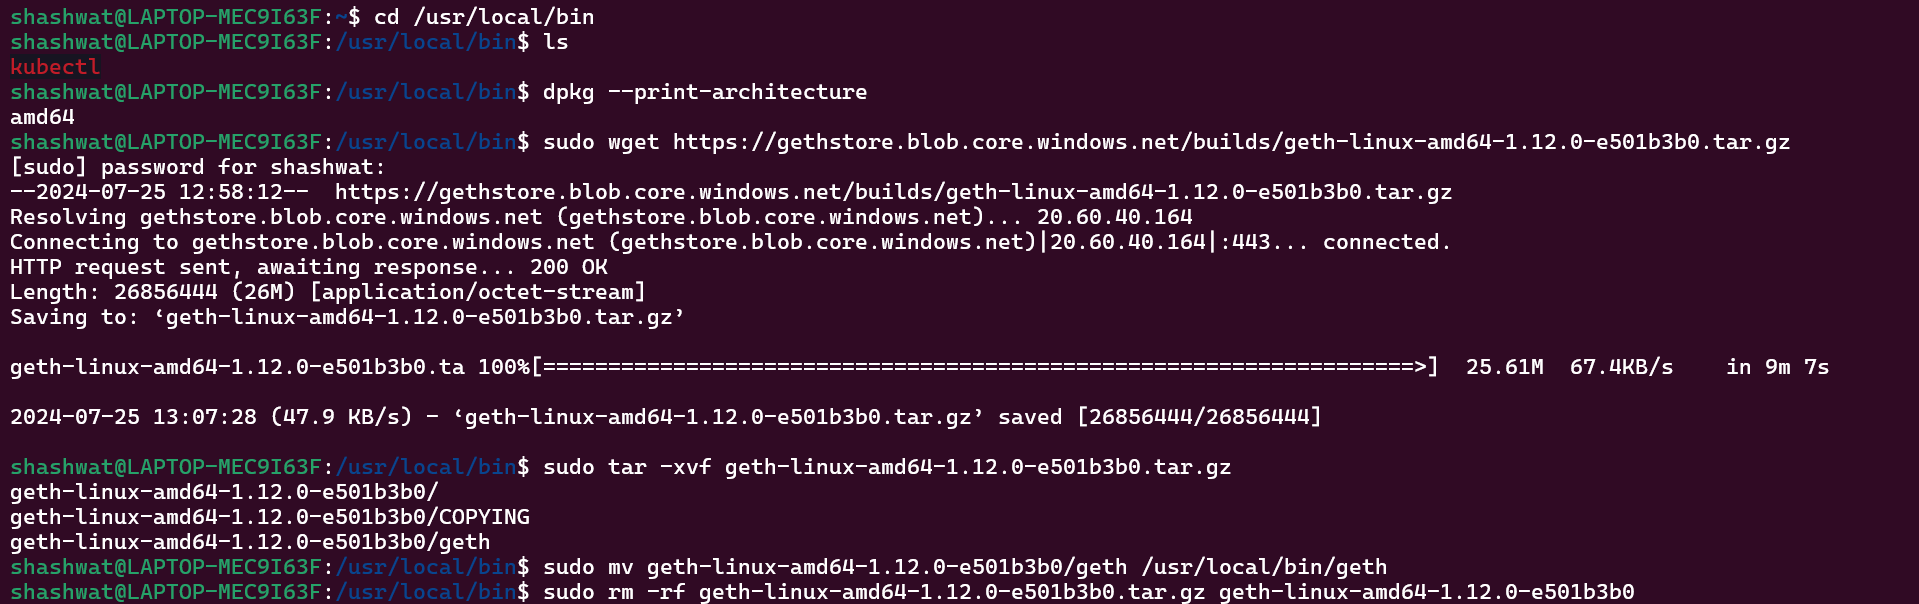 shashwat@LAPTOP-MEC9I63F:~$ cd /usr/local/bin
shashwat@LAPTOP-MEC9I63F:/usr/local/bin$ ls
kubectl
shashwat@LAPTOP-MEC9I63F:/usr/local/bin$ dpkg --print-architecture
amd64
shashwat@LAPTOP-MEC9I63F:/usr/local/bin$ sudo wget https://gethstore.blob.core.windows.net/builds/geth-linux-amd64-1.12.0-e501b3b0.tar.gz
[sudo] password for shashwat:
--2024-07-25 12:58:12--  https://gethstore.blob.core.windows.net/builds/geth-linux-amd64-1.12.0-e501b3b0.tar.gz
Resolving gethstore.blob.core.windows.net (gethstore.blob.core.windows.net)... 20.60.40.164
Connecting to gethstore.blob.core.windows.net (gethstore.blob.core.windows.net)|20.60.40.164|:443... connected.
HTTP request sent, awaiting response... 200 OK
Length: 26856444 (26M) [application/octet-stream]
Saving to: ‘geth-linux-amd64-1.12.0-e501b3b0.tar.gz’
geth-linux-amd64-1.12.0-e501b3b0.ta 100%[===================================================================>]  25.61M  67.4KB/s    in 9m 7s
2024-07-25 13:07:28 (47.9 KB/s) - ‘geth-linux-amd64-1.12.0-e501b3b0.tar.gz’ saved [26856444/26856444]
shashwat@LAPTOP-MEC9I63F:/usr/local/bin$ sudo tar -xvf geth-linux-amd64-1.12.0-e501b3b0.tar.gz
geth-linux-amd64-1.12.0-e501b3b0/
geth-linux-amd64-1.12.0-e501b3b0/COPYING
geth-linux-amd64-1.12.0-e501b3b0/geth
shashwat@LAPTOP-MEC9I63F:/usr/local/bin$ sudo mv geth-linux-amd64-1.12.0-e501b3b0/geth /usr/local/bin/geth
shashwat@LAPTOP-MEC9I63F:/usr/local/bin$ sudo rm -rf geth-linux-amd64-1.12.0-e501b3b0.tar.gz geth-linux-amd64-1.12.0-e501b3b0